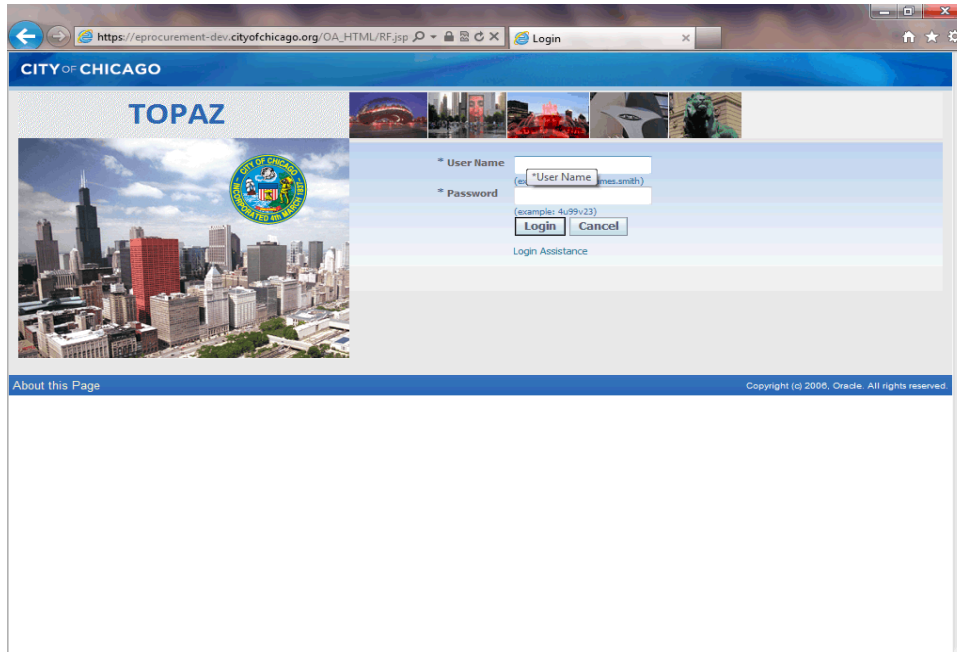 https://eprocurement-dev.cityofchicago.org/OA_HTML/RF.jsp
Login
CITY OF CHICAGO
TOPAZ
CITY OF CHICAGO
INCORPORATED 4th MARCH 1837
* User Name
*User Name
mes.smith)
* Password
(example: 4u99v23)
Login Cancel
Login Assistance
About this Page
Copyright (c) 2006, Oracle. All rights reserved.